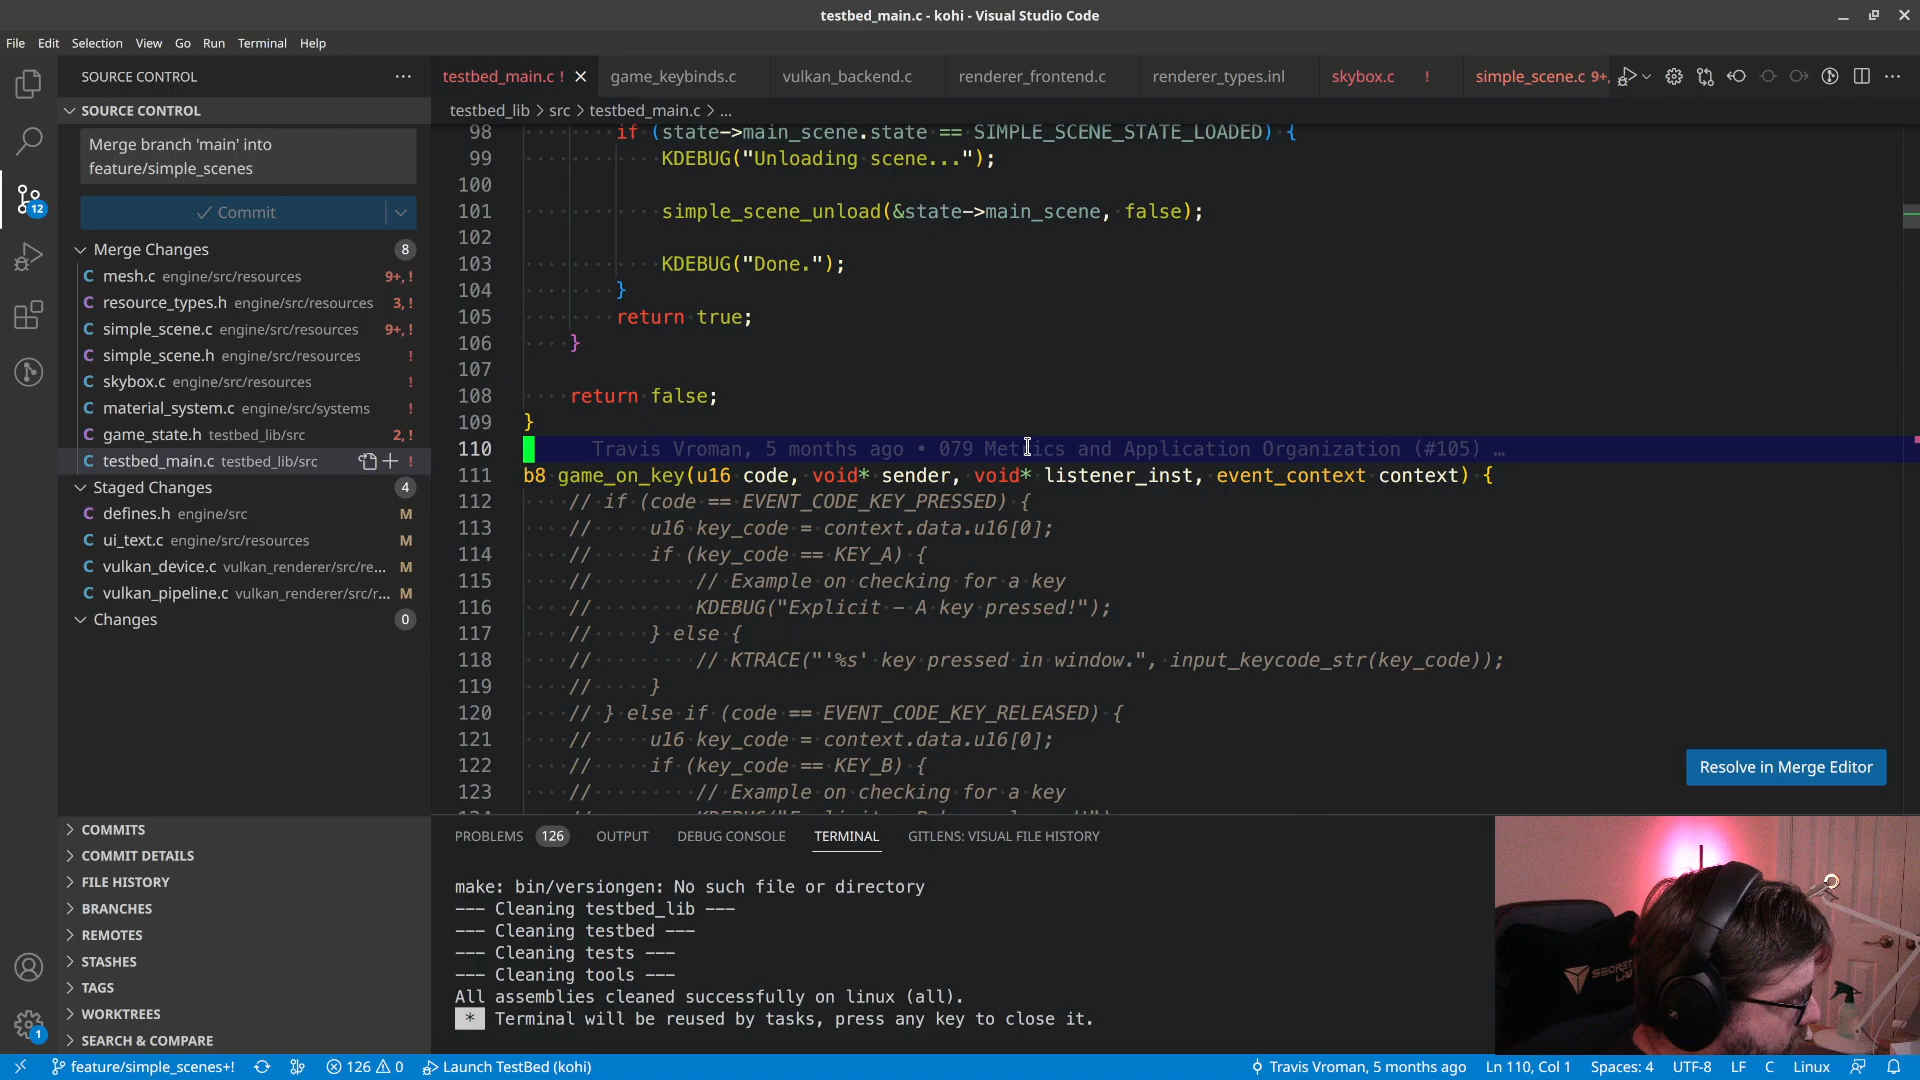 testbed_main.c - kohi - Visual Studio Code
File Edit Selection View Go Run Terminal Help
SOURCE CONTROL
SOURCE CONTROL
Merge branch 'main' into
feature/simple_scenes
Commit
Merge Changes 8
mesh.c engine/src/resources 9+, !
resource_types.h engine/src/resources 3, !
simple_scene.c engine/src/resources 9+, !
simple_scene.h engine/src/resources !
skybox.c engine/src/resources !
material_system.c engine/src/systems !
game_state.h testbed_lib/src 2, !
testbed_main.c testbed_lib/src !
Staged Changes 4
defines.h engine/src M
ui_text.c engine/src/resources M
vulkan_device.c vulkan_renderer/src/re... M
vulkan_pipeline.c vulkan_renderer/src/r... M
Changes 0
COMMITS
COMMIT DETAILS
FILE HISTORY
BRANCHES
REMOTES
STASHES
TAGS
WORKTREES
SEARCH & COMPARE
12
1
testbed_main.c ! game_keybinds.c vulkan_backend.c renderer_frontend.c renderer_types.inl skybox.c ! simple_scene.c 9+,
testbed_lib > src > testbed_main.c > ...
98 if (state->main_scene.state == SIMPLE_SCENE_STATE_LOADED) {
99 KDEBUG("Unloading scene...");
100
101 simple_scene_unload(&state->main_scene, false);
102
103 KDEBUG("Done.");
104 }
105 return true;
106 }
107
108 return false;
109 }
110 Travis Vroman, 5 months ago • 079 Metrics and Application Organization (#105) …
111 b8 game_on_key(u16 code, void* sender, void* listener_inst, event_context context) {
112 // if (code == EVENT_CODE_KEY_PRESSED) {
113 // u16 key_code = context.data.u16[0];
114 // if (key_code == KEY_A) {
115 // // Example on checking for a key
116 // KDEBUG("Explicit - A key pressed!");
117 // } else {
118 // // KTRACE("'%s' key pressed in window.", input_keycode_str(key_code));
119 // }
120 // } else if (code == EVENT_CODE_KEY_RELEASED) {
121 // u16 key_code = context.data.u16[0];
122 // if (key_code == KEY_B) {
123 // // Example on checking for a key
Resolve in Merge Editor
PROBLEMS 126 OUTPUT DEBUG CONSOLE TERMINAL GITLENS: VISUAL FILE HISTORY
make: bin/versiongen: No such file or directory
--- Cleaning testbed_lib ---
--- Cleaning testbed ---
--- Cleaning tests ---
--- Cleaning tools ---
All assemblies cleaned successfully on linux (all).
* Terminal will be reused by tasks, press any key to close it.
feature/simple_scenes+! 126 0 Launch TestBed (kohi) Travis Vroman, 5 months ago Ln 110, Col 1 Spaces: 4 UTF-8 LF C Linux